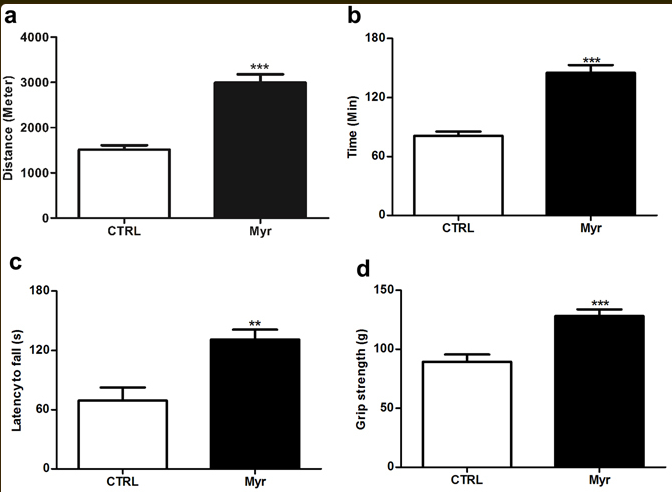 a
Distance (Meter)
4000
3000
2000
1000
0
***
CTRL Myr
b
Time (Min)
180
120
60
0
***
CTRL Myr
c
Latency to fall (s)
180
120
60
0
**
CTRL Myr
d
Grip strength (g)
150
100
50
0
***
CTRL Myr